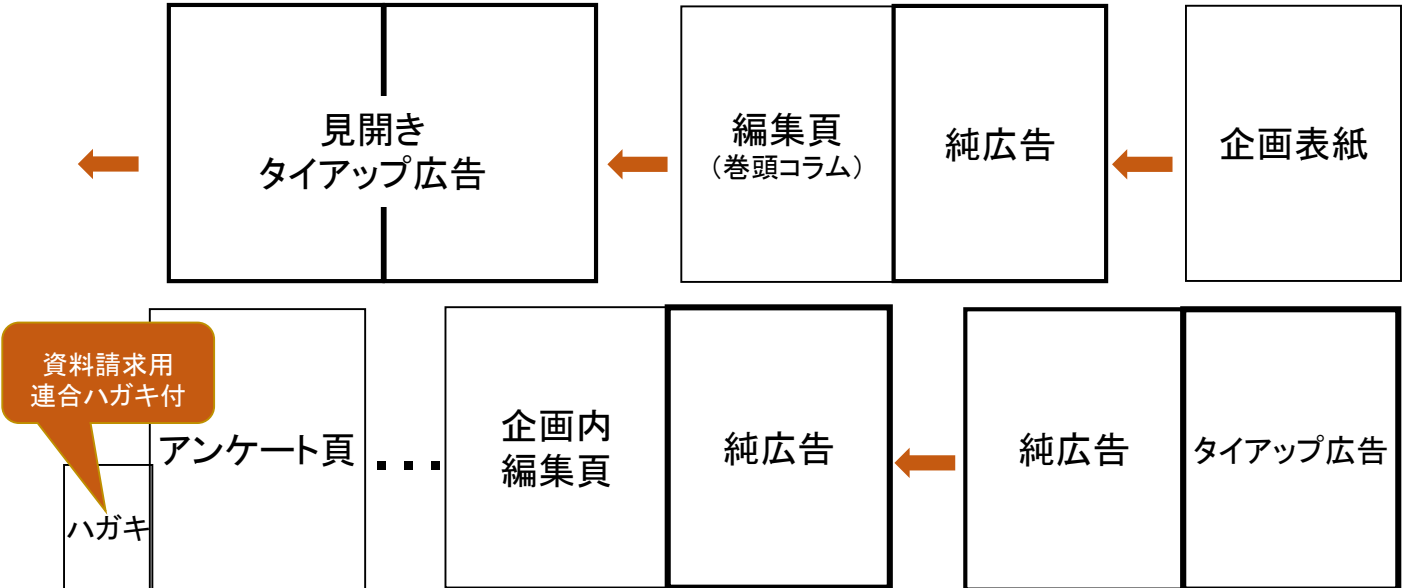 企画表紙
純広告
編集頁
（巻頭コラム）
見開き
タイアップ広告
タイアップ広告
純広告
純広告
企画内
編集頁
・・・
アンケート頁
資料請求用
連合ハガキ付
ハガキ